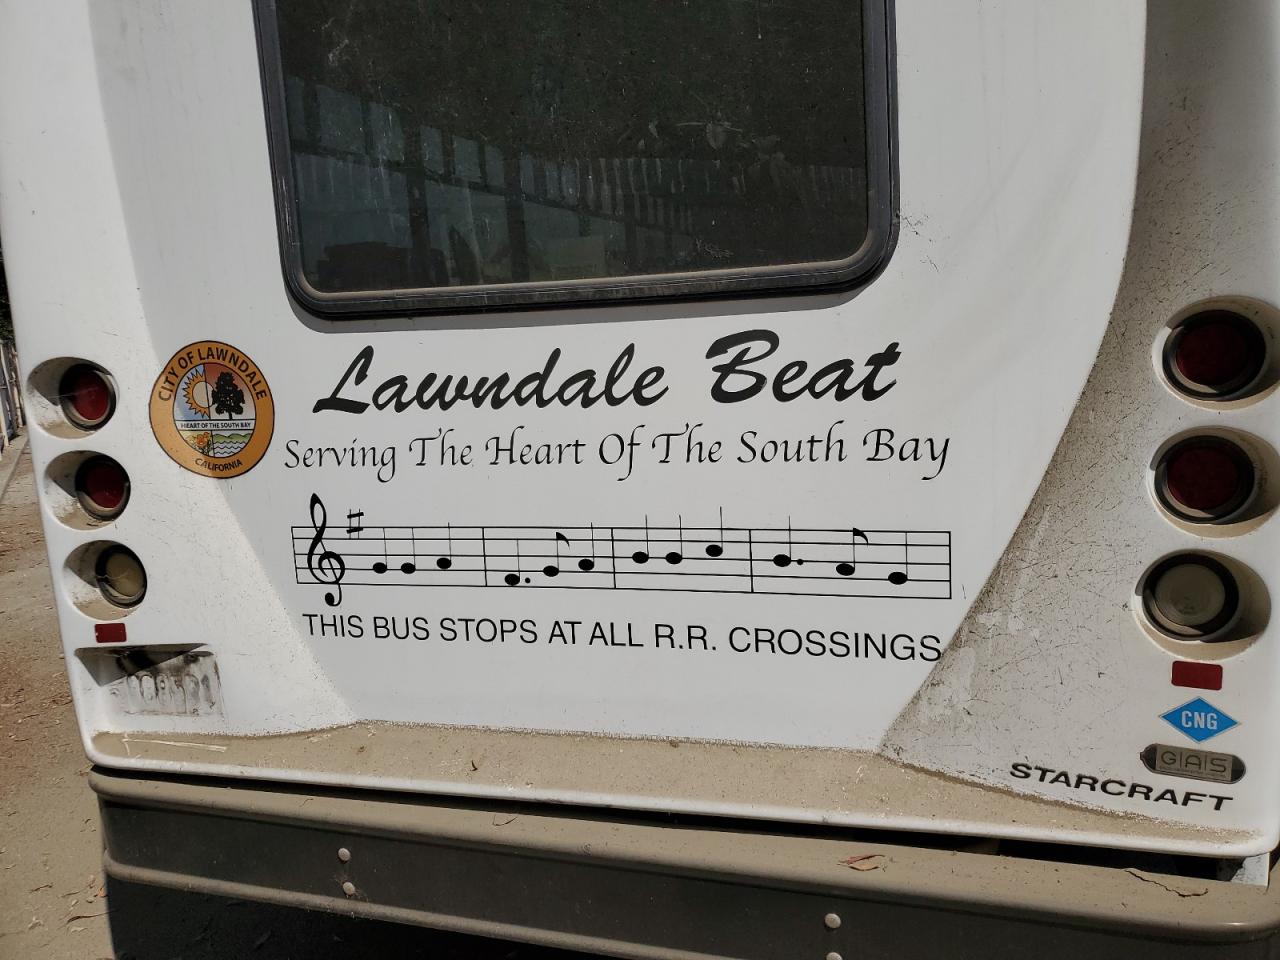 CITY OF LAWNDALE
HEART OF THE SOUTH BAY
CALIFORNIA
Lawndale Beat
Serving The Heart Of The South Bay
THIS BUS STOPS AT ALL R.R. CROSSINGS
CNG
GAS
STARCRAFT